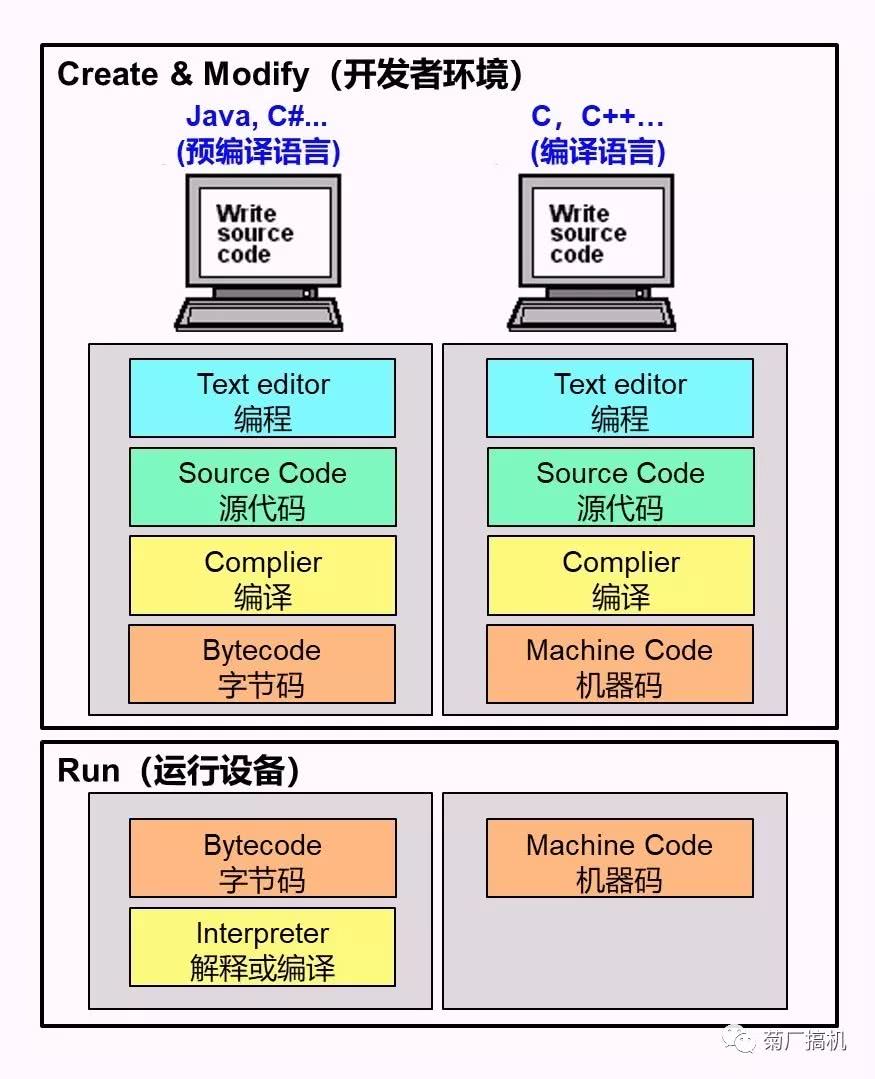 Create & Modify（开发者环境）
Java, C#...
(预编译语言)
C，C++…
(编译语言)
Write
source
code
Write
source
code
Text editor
编程
Source Code
源代码
Complier
编译
Bytecode
字节码
Text editor
编程
Source Code
源代码
Complier
编译
Machine Code
机器码
Run（运行设备）
Bytecode
字节码
Interpreter
解释或编译
Machine Code
机器码
菊厂搞机